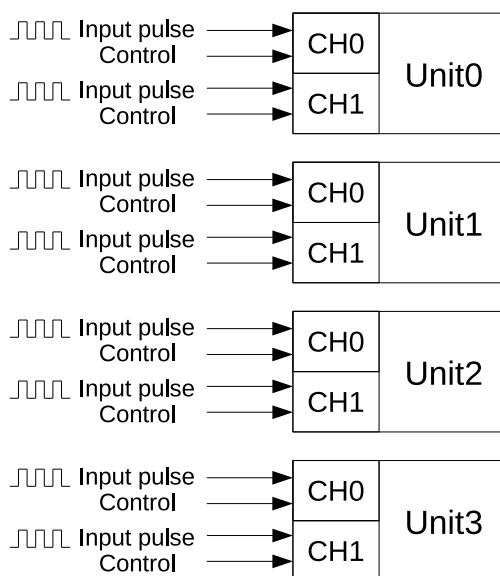 Input pulse
Control
CH0
Input pulse
Control
CH1
Unit0
Input pulse
Control
CH0
Input pulse
Control
CH1
Unit1
Input pulse
Control
CH0
Input pulse
Control
CH1
Unit2
Input pulse
Control
CH0
Input pulse
Control
CH1
Unit3